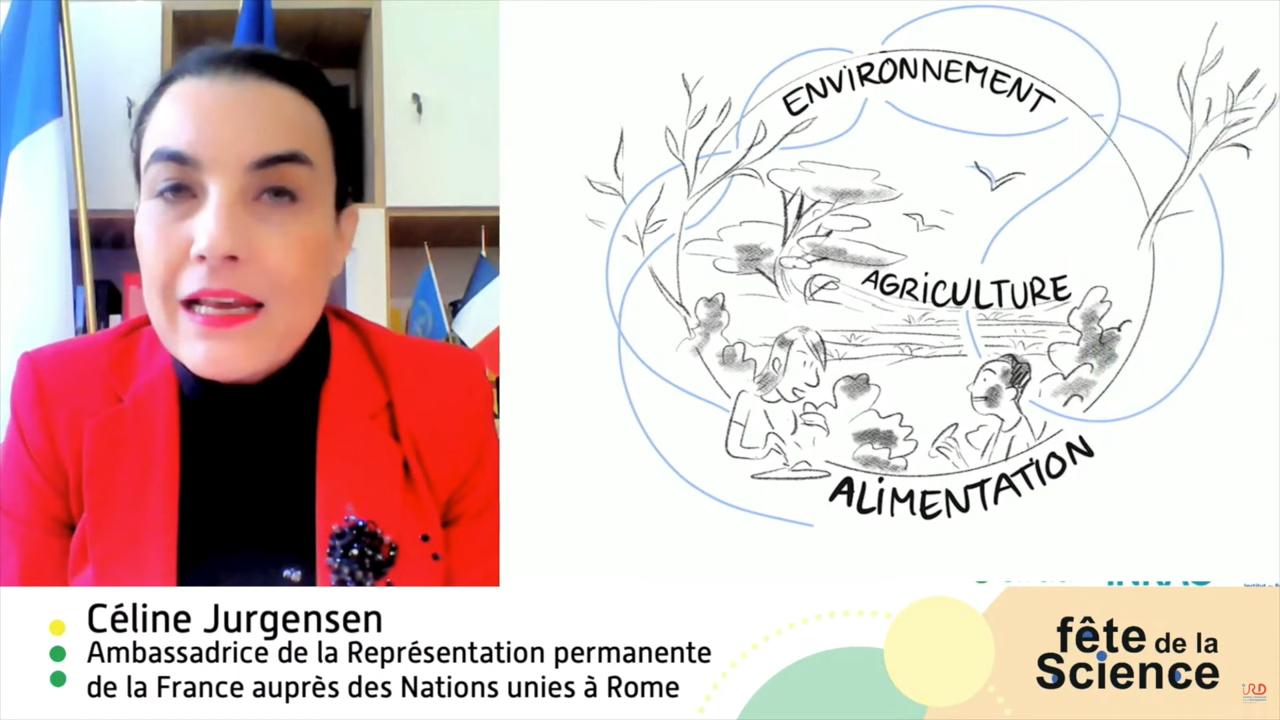 ENVIRONNEMENT
AGRICULTURE
ALIMENTATION
Céline Jurgensen
Ambassadrice de la Représentation permanente
de la France auprès des Nations unies à Rome
fête de la
Science
IRD